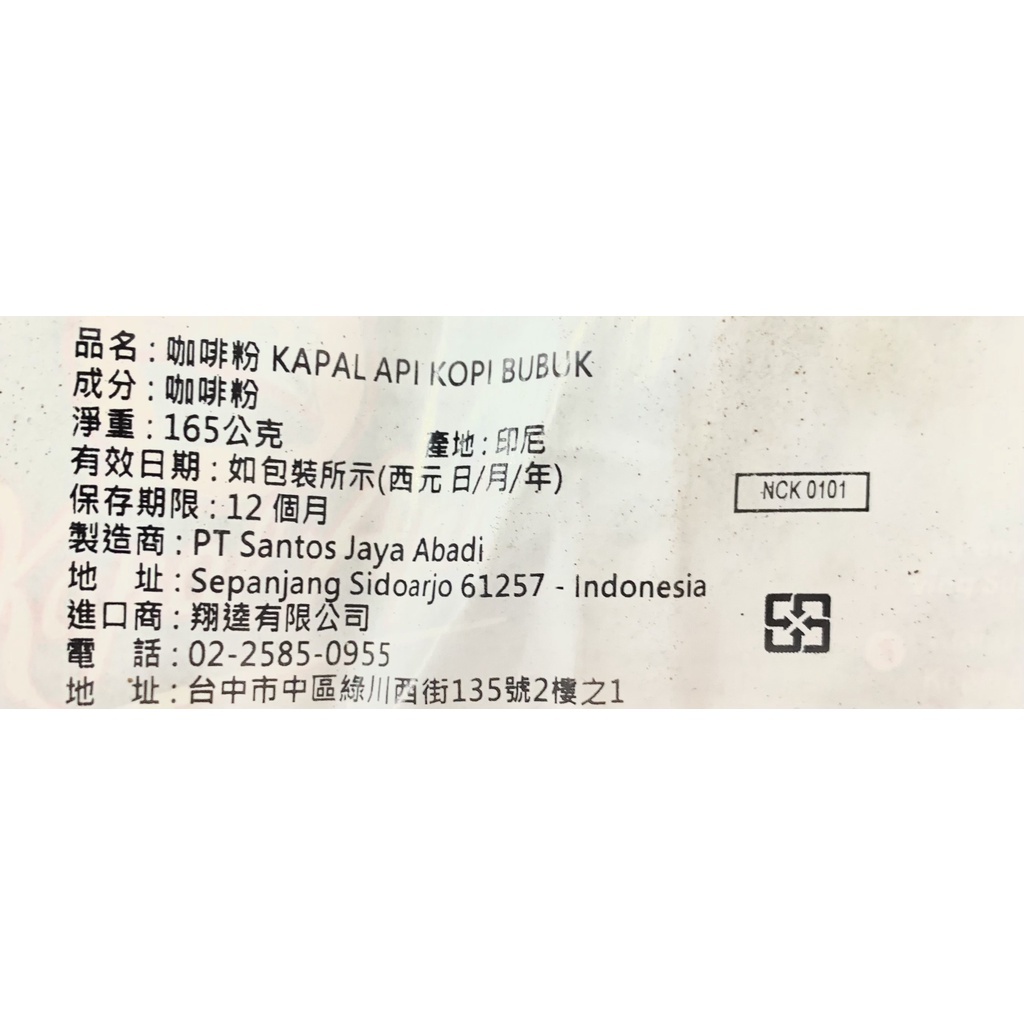 品名：咖啡粉 KAPAL API KOPI BUBUK
成分：咖啡粉
淨重：165公克
產地：印尼
有效日期：如包裝所示(西元 日/月/年)
保存期限：12 個月
製造商：PT Santos Jaya Abadi
地 址：Sepanjang Sidoarjo 61257 - Indonesia
進口商：翔逵有限公司
電 話：02-2585-0955
地 址：台中市中區綠川西街135號2樓之1
NCK 0101